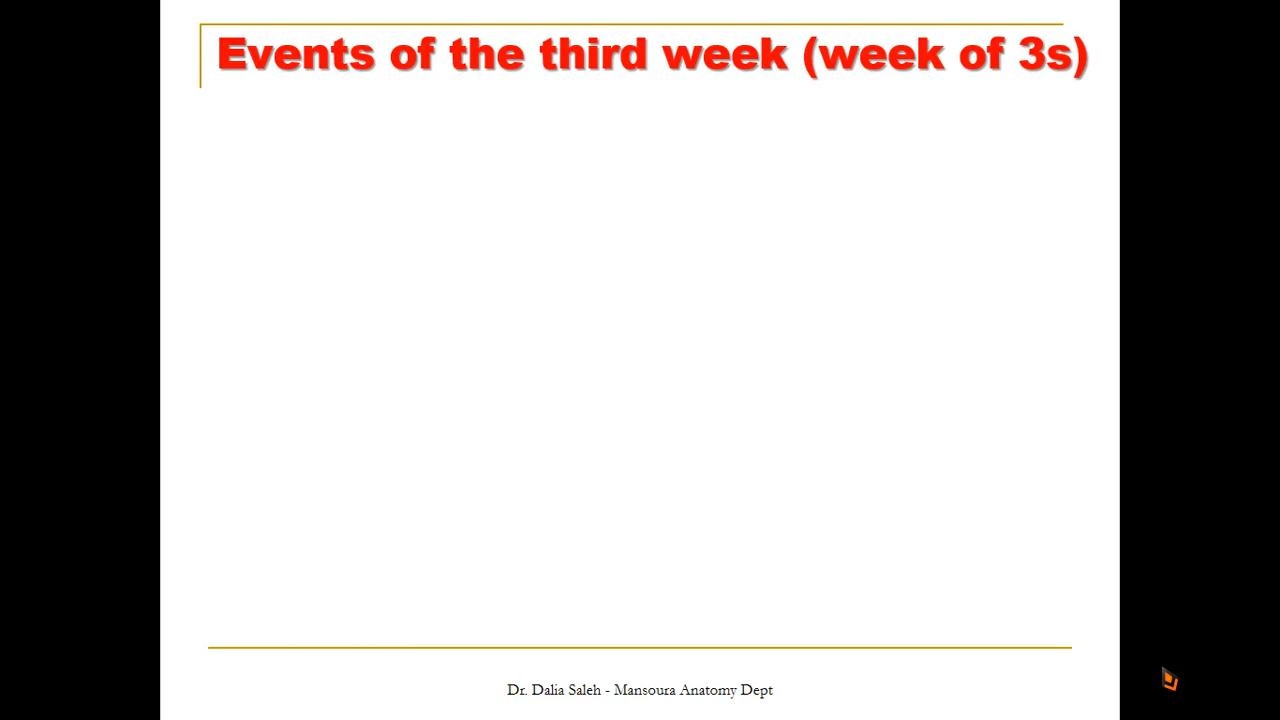 Events of the third week (week of 3s)
Dr. Dalia Saleh - Mansoura Anatomy Dept